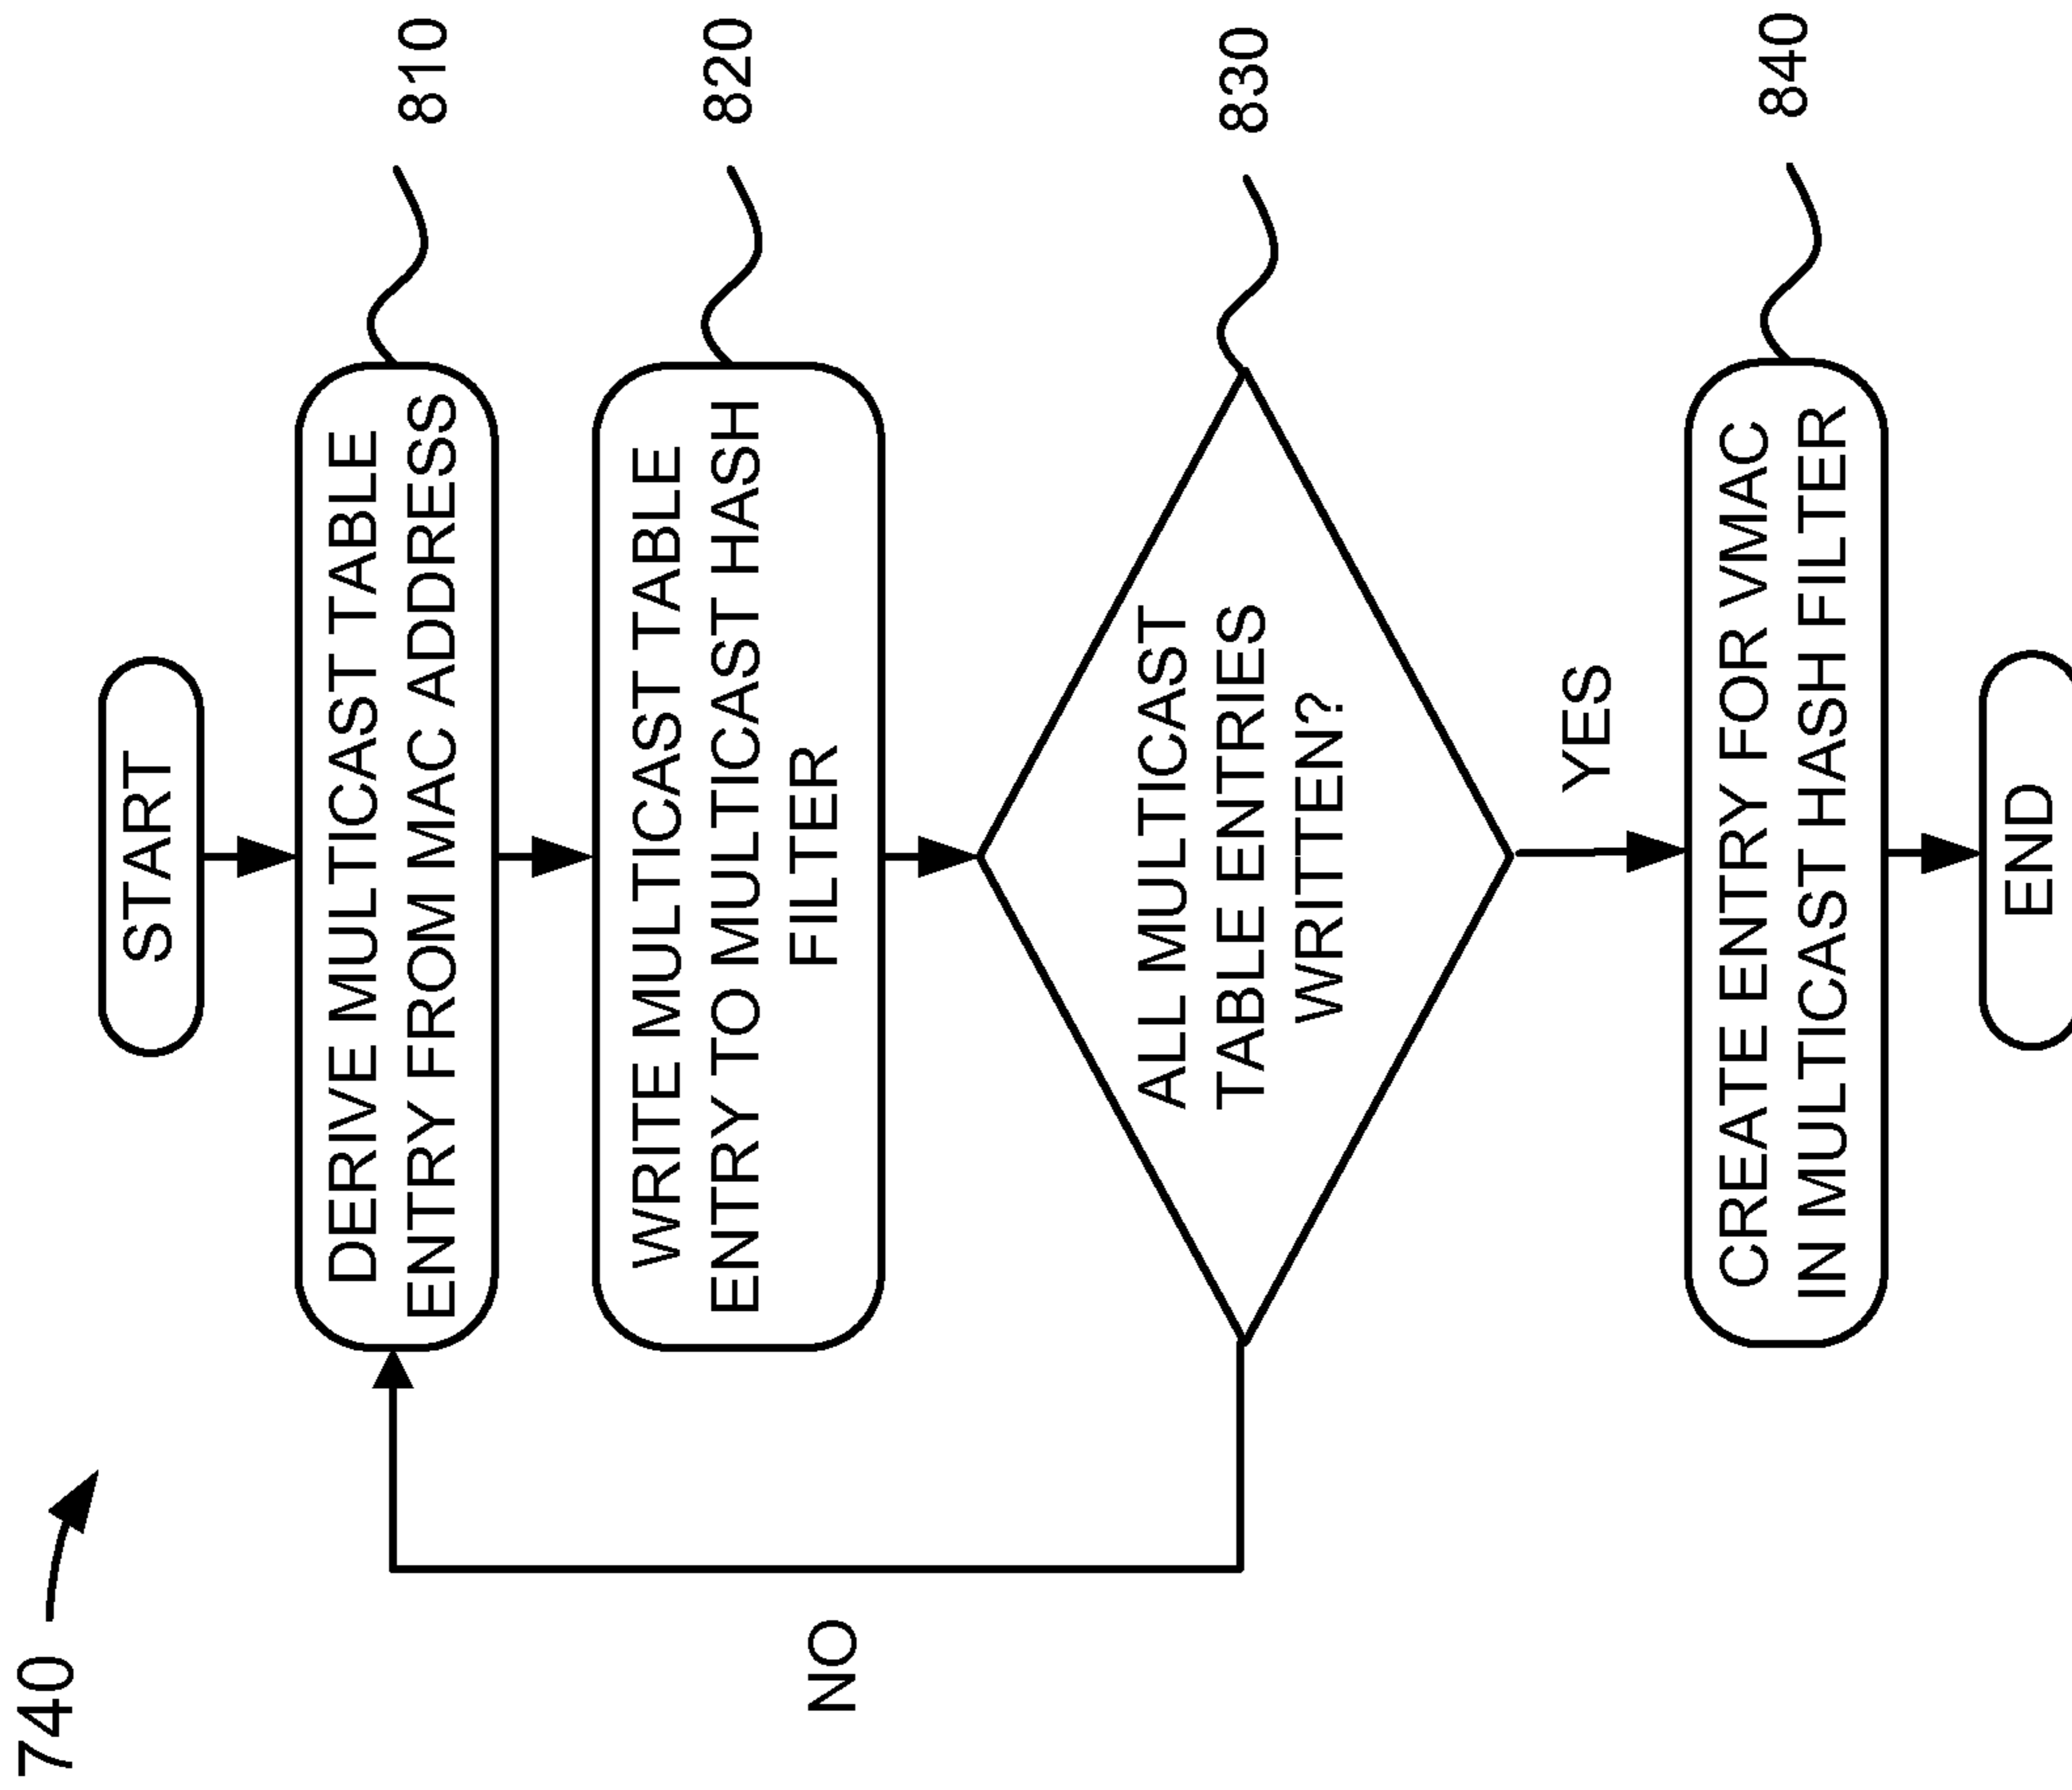 740
START
DERIVE MULTICAST TABLE
ENTRY FROM MAC ADDRESS
810
WRITE MULTICAST TABLE
ENTRY TO MULTICAST HASH
FILTER
820
NO
ALL MULTICAST
TABLE ENTRIES
WRITTEN?
830
YES
CREATE ENTRY FOR VMAC
IN MULTICAST HASH FILTER
840
END